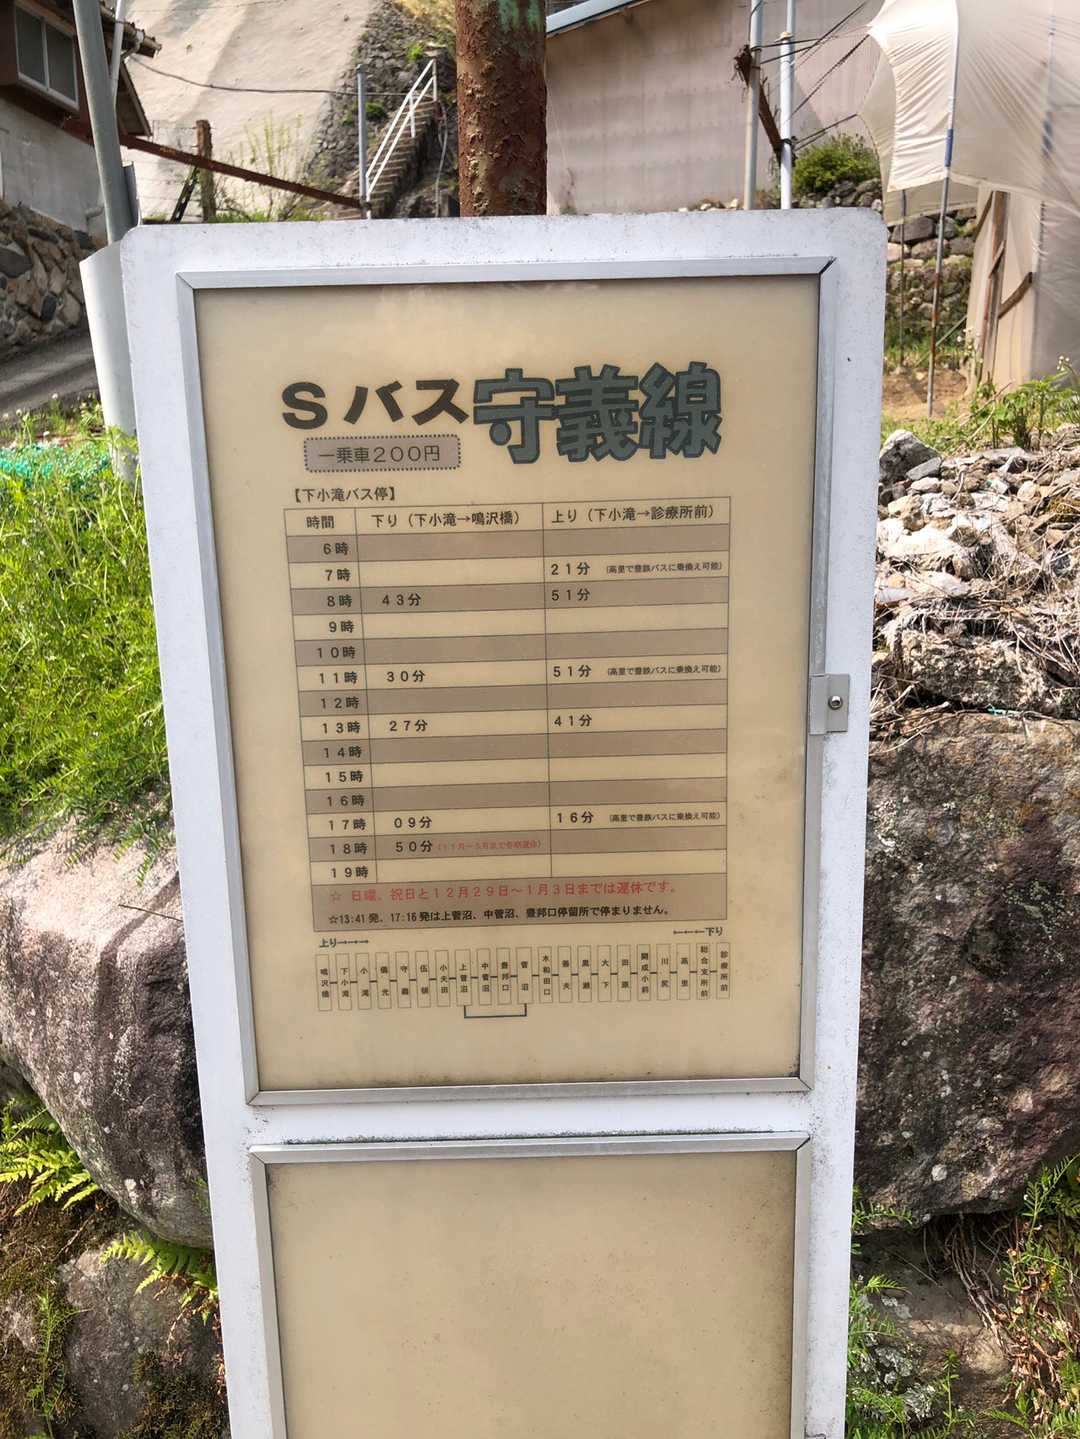 Sバス守義線
一乗車200円
【下小滝バス停】
時間 下り（下小滝→鳴沢橋） 上り（下小滝→診療所前）
6時
7時 21分 (高里で豊鉄バスに乗換え可能)
8時 43分 51分
9時
10時
11時 30分 51分 (高里で豊鉄バスに乗換え可能)
12時
13時 27分 41分
14時
15時
16時
17時 09分 16分 (高里で豊鉄バスに乗換え可能)
18時 50分
19時
☆ 日曜、祝日と12月29日～1月3日までは運休です。
☆13:41発、17:16発は上菅沼、中菅沼、豊邦口停留所で停まりません。
上り→→→ ←←←下り
鳴沢橋 下小滝 小滝 儀光 守義 伍領 小夫田 上菅沼 中菅沼 豊邦口 菅沼 木和田口 善夫 黒瀬 大下 田原 開成小前 川尻 高里 総合支所前 診療所前